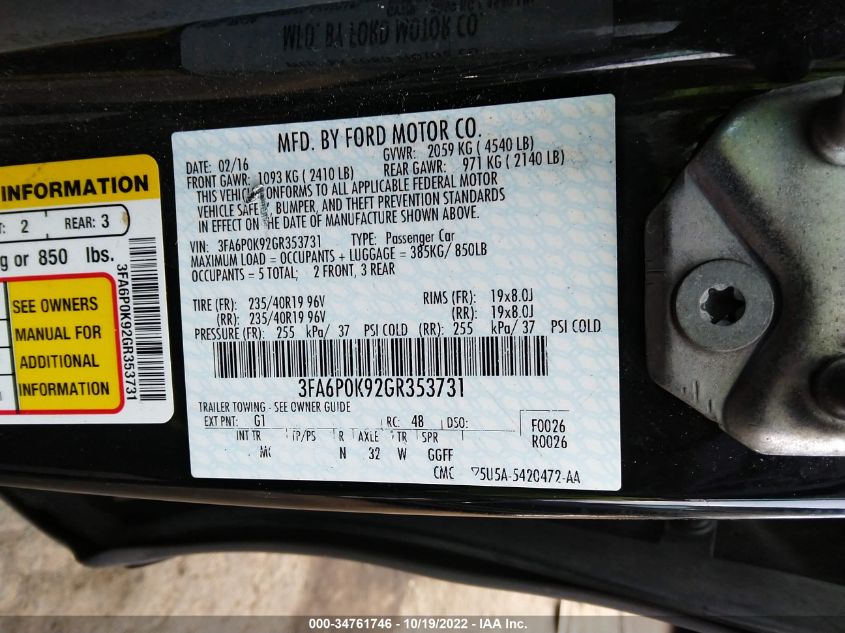 MFD. BY FORD MOTOR CO.
DATE: 02/16 GVWR: 2059 KG ( 4540 LB)
FRONT GAWR: 1093 KG ( 2410 LB) REAR GAWR: 971 KG ( 2140 LB)
THIS VEHICLE CONFORMS TO ALL APPLICABLE FEDERAL MOTOR
VEHICLE SAFETY, BUMPER, AND THEFT PREVENTION STANDARDS
IN EFFECT ON THE DATE OF MANUFACTURE SHOWN ABOVE.
VIN: 3FA6P0K92GR353731 TYPE: Passenger Car
MAXIMUM LOAD = OCCUPANTS + LUGGAGE = 385KG/ 850LB
OCCUPANTS = 5 TOTAL; 2 FRONT, 3 REAR
TIRE (FR): 235/40R19 96V RIMS (FR): 19x8.0J
(RR): 235/40R19 96V (RR): 19x8.0J
PRESSURE (FR): 255 kPa/ 37 PSI COLD (RR): 255 kPa/ 37 PSI COLD
3FA6P0K92GR353731
TRAILER TOWING - SEE OWNER GUIDE
EXT PNT: G1 RC: 48 DSO: F0026
R0026
INT TR TP/PS R AXLE TR SPR
N 32 W GGFF
5U5A-5420472-AA
INFORMATION
2 REAR: 3
g or 850 lbs.
SEE OWNERS
MANUAL FOR
ADDITIONAL
INFORMATION
3FA6P0K92GR353731
000-34761746 - 10/19/2022 - IAA Inc.